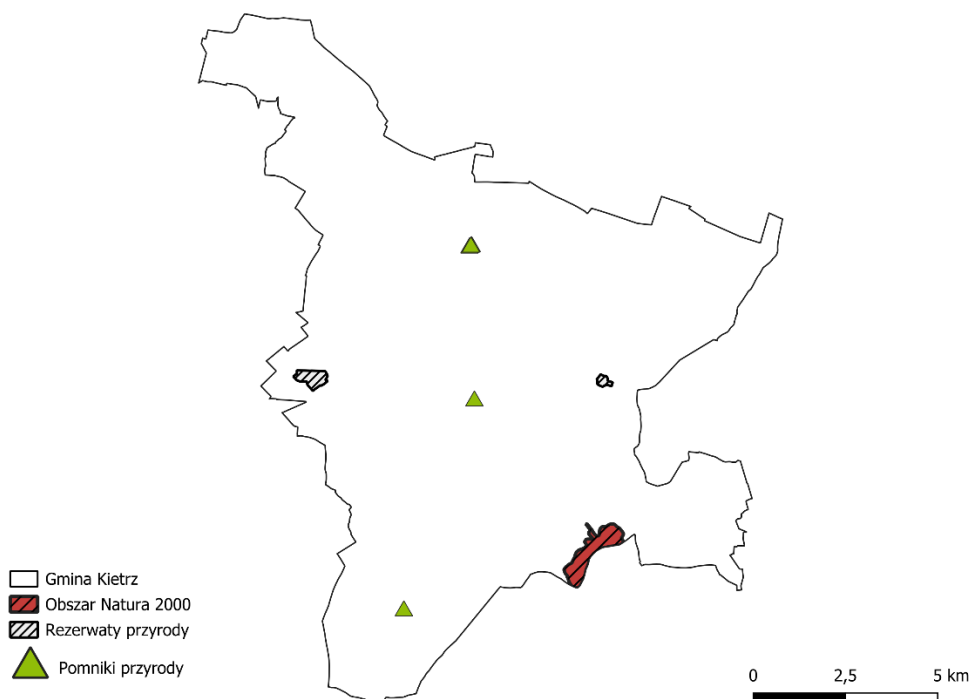 Gmina Kietrz
Obszar Natura 2000
Rezerwaty przyrody
Pomniki przyrody
0 2,5 5 km